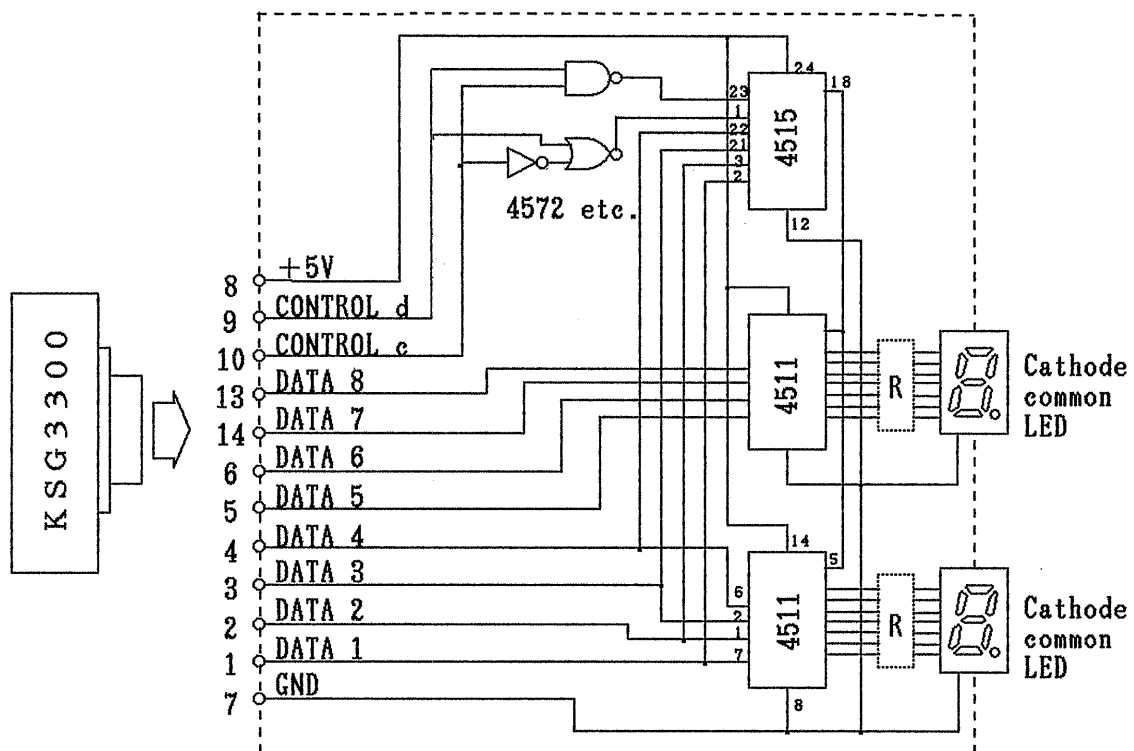 24
18
23
1
22
21
3
2
4515
12
4572 etc.
KSG3300
8 +5V
9 CONTROL d
10 CONTROL c
13 DATA 8
14 DATA 7
6 DATA 6
5 DATA 5
4 DATA 4
3 DATA 3
2 DATA 2
1 DATA 1
7 GND
4511
R
Cathode
common
LED
14
5
6
2
1
7
4511
8
R
Cathode
common
LED